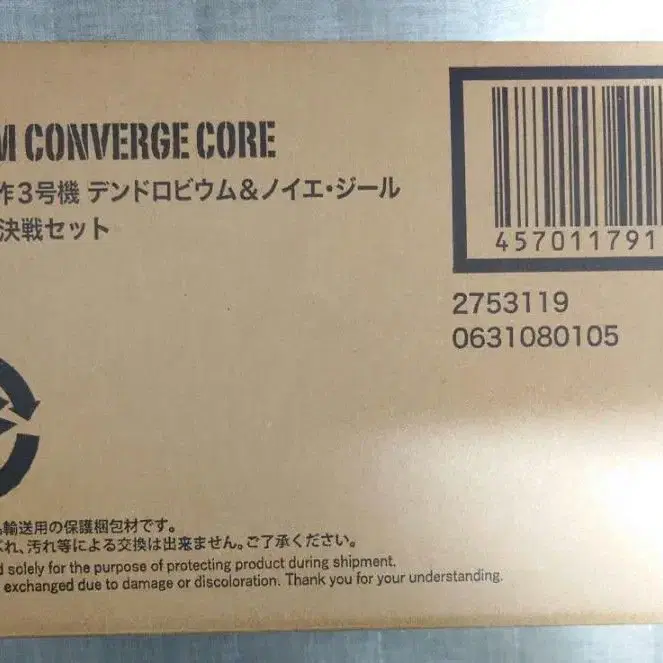 M CONVERGE CORE
作3号機 デンドロビウム&ノイエ・ジール
決戦セット
457011791
2753119
0631080105
輸送用の保護梱包材です。
れ、汚れ等による交換は出来ません。ご了承ください。
solely for the purpose of protecting product during shipment.
exchanged due to damage or discoloration. Thank you for your understanding.